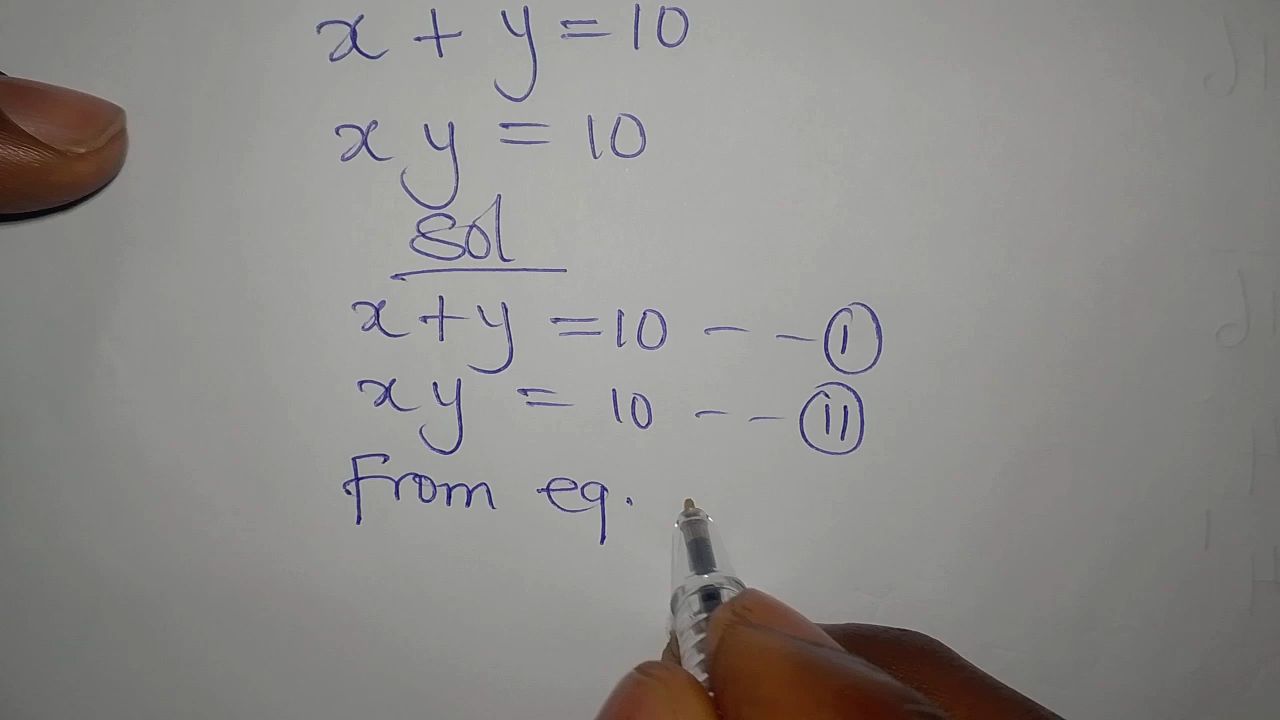 x + y = 10
xy = 10
Sol
x + y = 10 - - (I)
xy = 10 - - (II)
From eq.